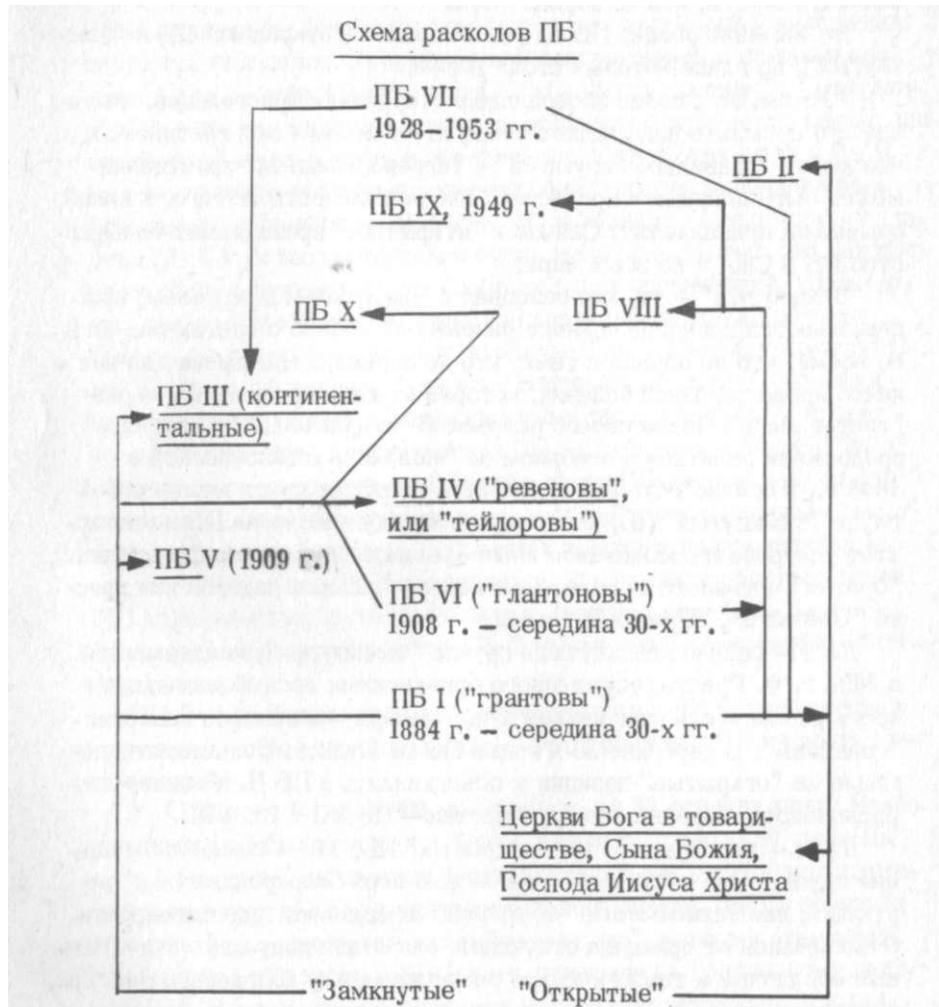 Схема расколов ПБ
ПБ VII
1928—1953 гг.
ПБ II
ПБ IX, 1949 г.
ПБ X
ПБ VIII
ПБ III (континен-
тальные)
ПБ IV ("ревеновы",
или "тейлоровы")
ПБ V (1909 г.)
ПБ VI ("глантоновы")
1908 г. — середина 30-х гг.
ПБ I ("грантовы")
1884 г. — середина 30-х гг.
Церкви Бога в товари-
ществе, Сына Божия,
Господа Иисуса Христа
"Замкнутые" "Открытые"